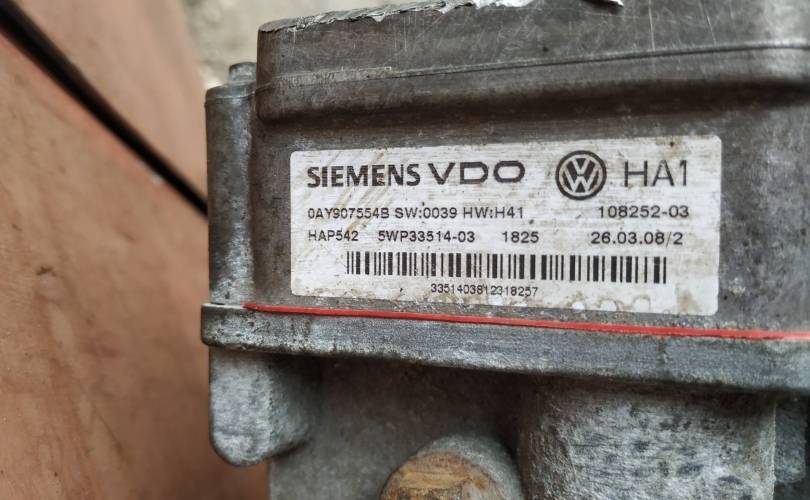 SIEMENS VDO VW HA1
0AY907554B SW:0039 HW:H41 108252-03
HAP542 5WP33514-03 1825 26.03.08/2
3351403812318257